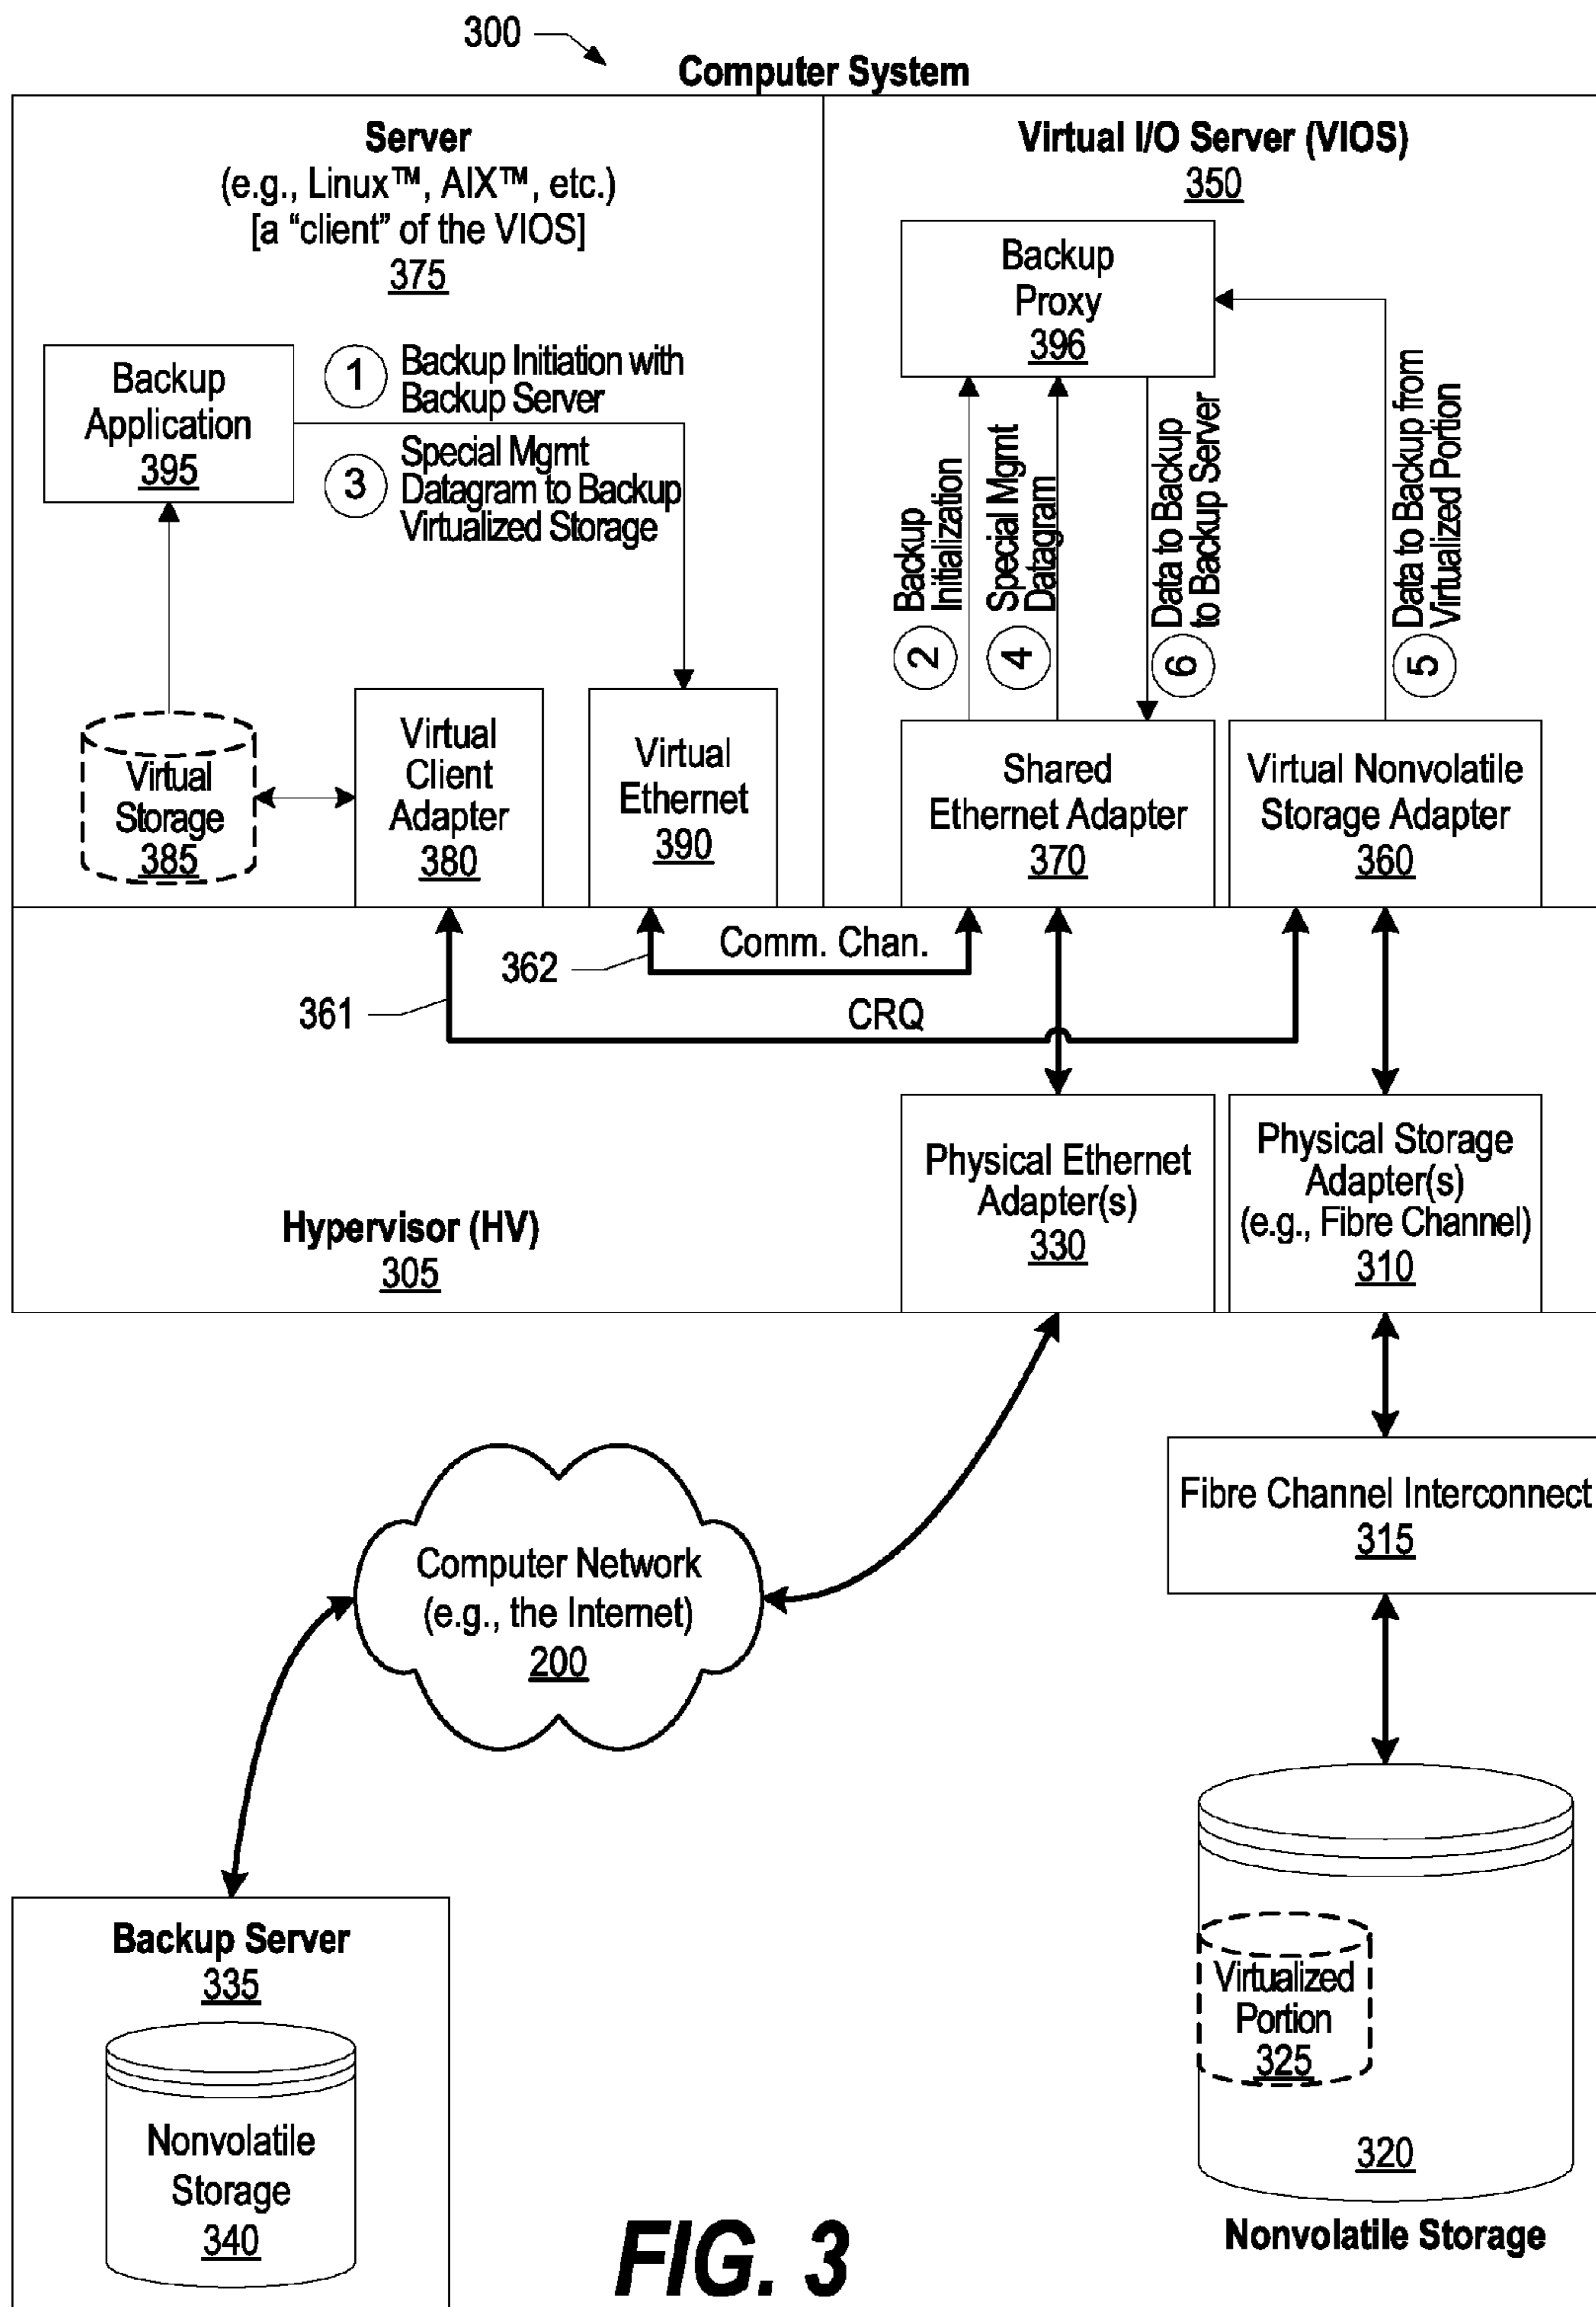 300
Computer System
Server
(e.g., Linux™, AIX™, etc.)
[a “client” of the VIOS]
375
Backup
Application
395
1
Backup Initiation with
Backup Server
3
Special Mgmt
Datagram to Backup
Virtualized Storage
Virtual
Storage
385
Virtual
Client
Adapter
380
Virtual
Ethernet
390
Virtual I/O Server (VIOS)
350
Backup
Proxy
396
2
Backup
Initialization
4
Special Mgmt
Datagram
6
Data to Backup
to Backup Server
5
Data to Backup from
Virtualized Portion
Shared
Ethernet Adapter
370
Virtual Nonvolatile
Storage Adapter
360
362
Comm. Chan.
361
CRQ
Hypervisor (HV)
305
Physical Ethernet
Adapter(s)
330
Physical Storage
Adapter(s)
(e.g., Fibre Channel)
310
Fibre Channel Interconnect
315
Computer Network
(e.g., the Internet)
200
Backup Server
335
Nonvolatile
Storage
340
Virtualized
Portion
325
320
Nonvolatile Storage
FIG. 3